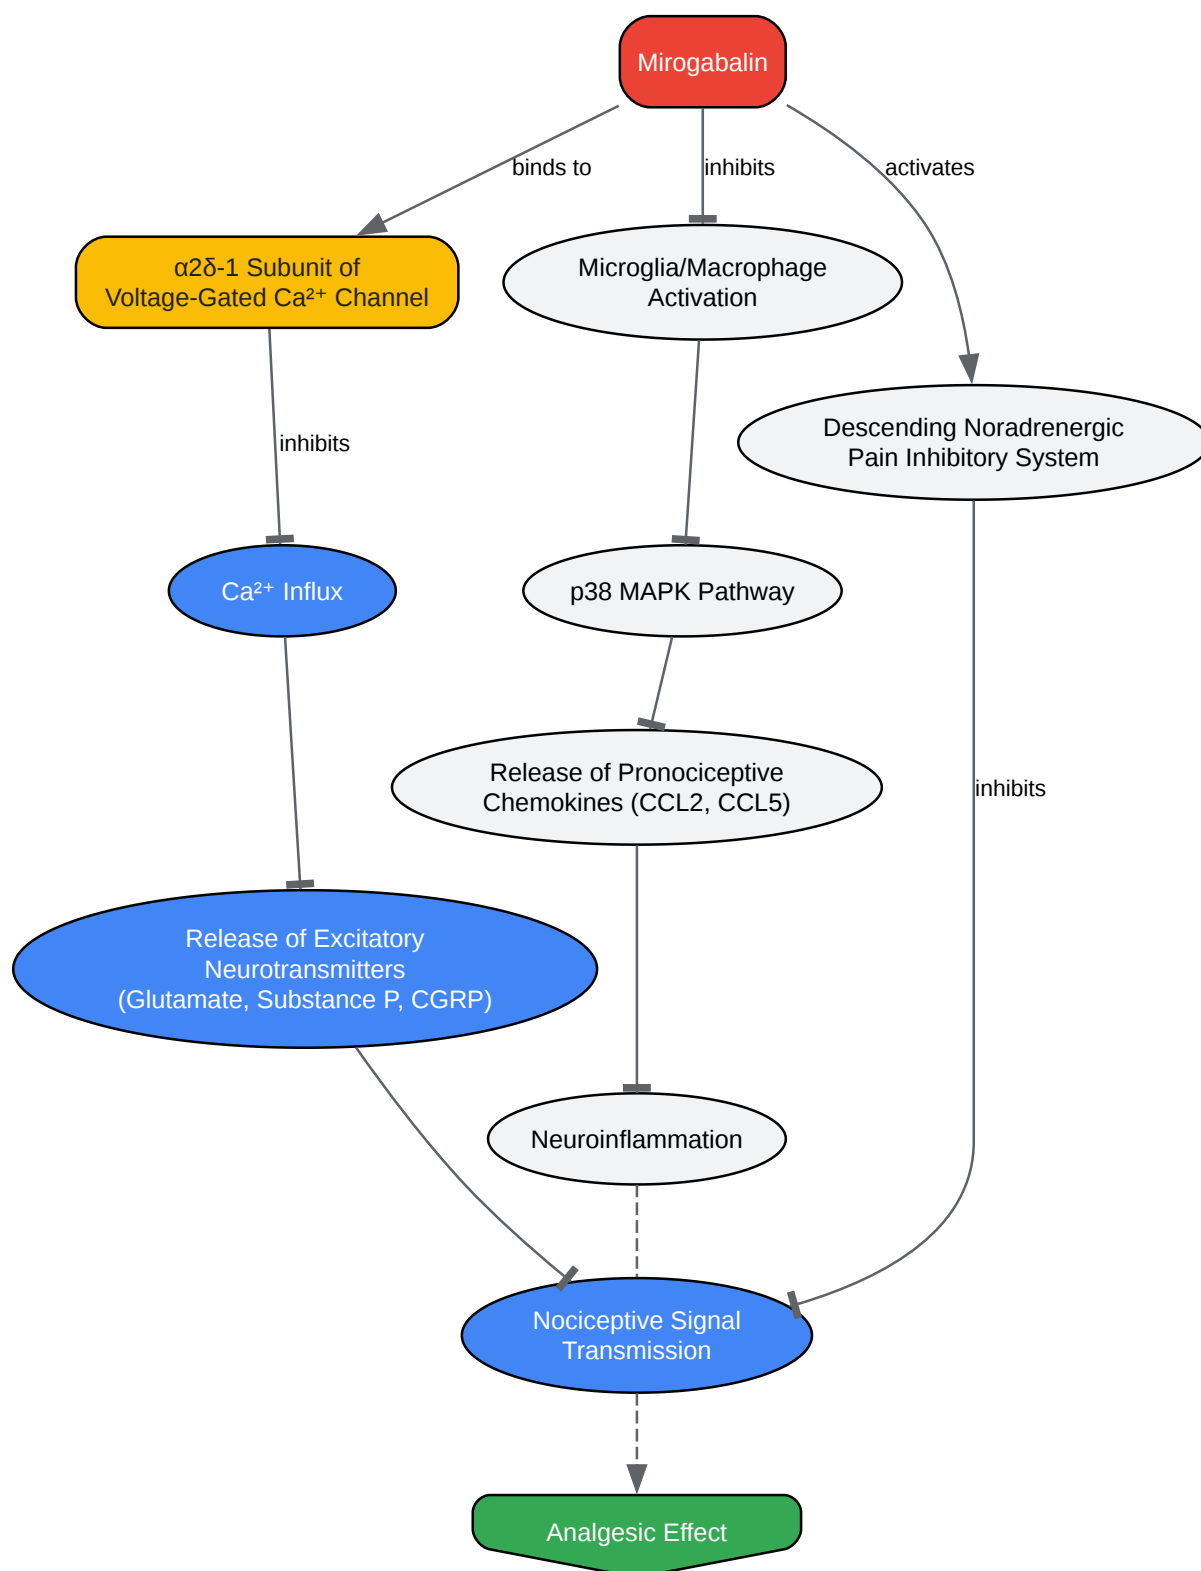 Mirogabalin
binds to
inhibits
activates
α2δ-1 Subunit of
Voltage-Gated Ca²⁺ Channel
Microglia/Macrophage
Activation
Descending Noradrenergic
Pain Inhibitory System
inhibits
Ca²⁺ Influx
p38 MAPK Pathway
Release of Pronociceptive
Chemokines (CCL2, CCL5)
inhibits
Release of Excitatory
Neurotransmitters
(Glutamate, Substance P, CGRP)
Neuroinflammation
Nociceptive Signal
Transmission
Analgesic Effect